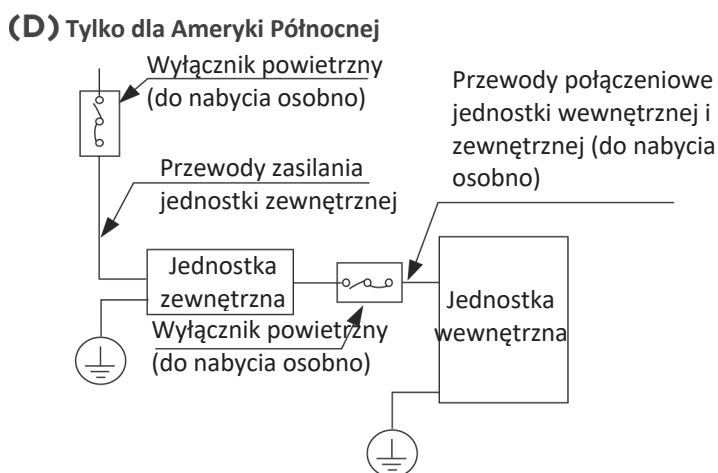 (D) Tylko dla Ameryki Północnej
Wyłącznik powietrzny
(do nabycia osobno)
Przewody połączeniowe
jednostki wewnętrznej i
zewnętrznej (do nabycia
osobno)
Przewody zasilania
jednostki zewnętrznej
Jednostka
zewnętrzna
Wyłącznik powietrzny
(do nabycia osobno)
Jednostka
wewnętrzna